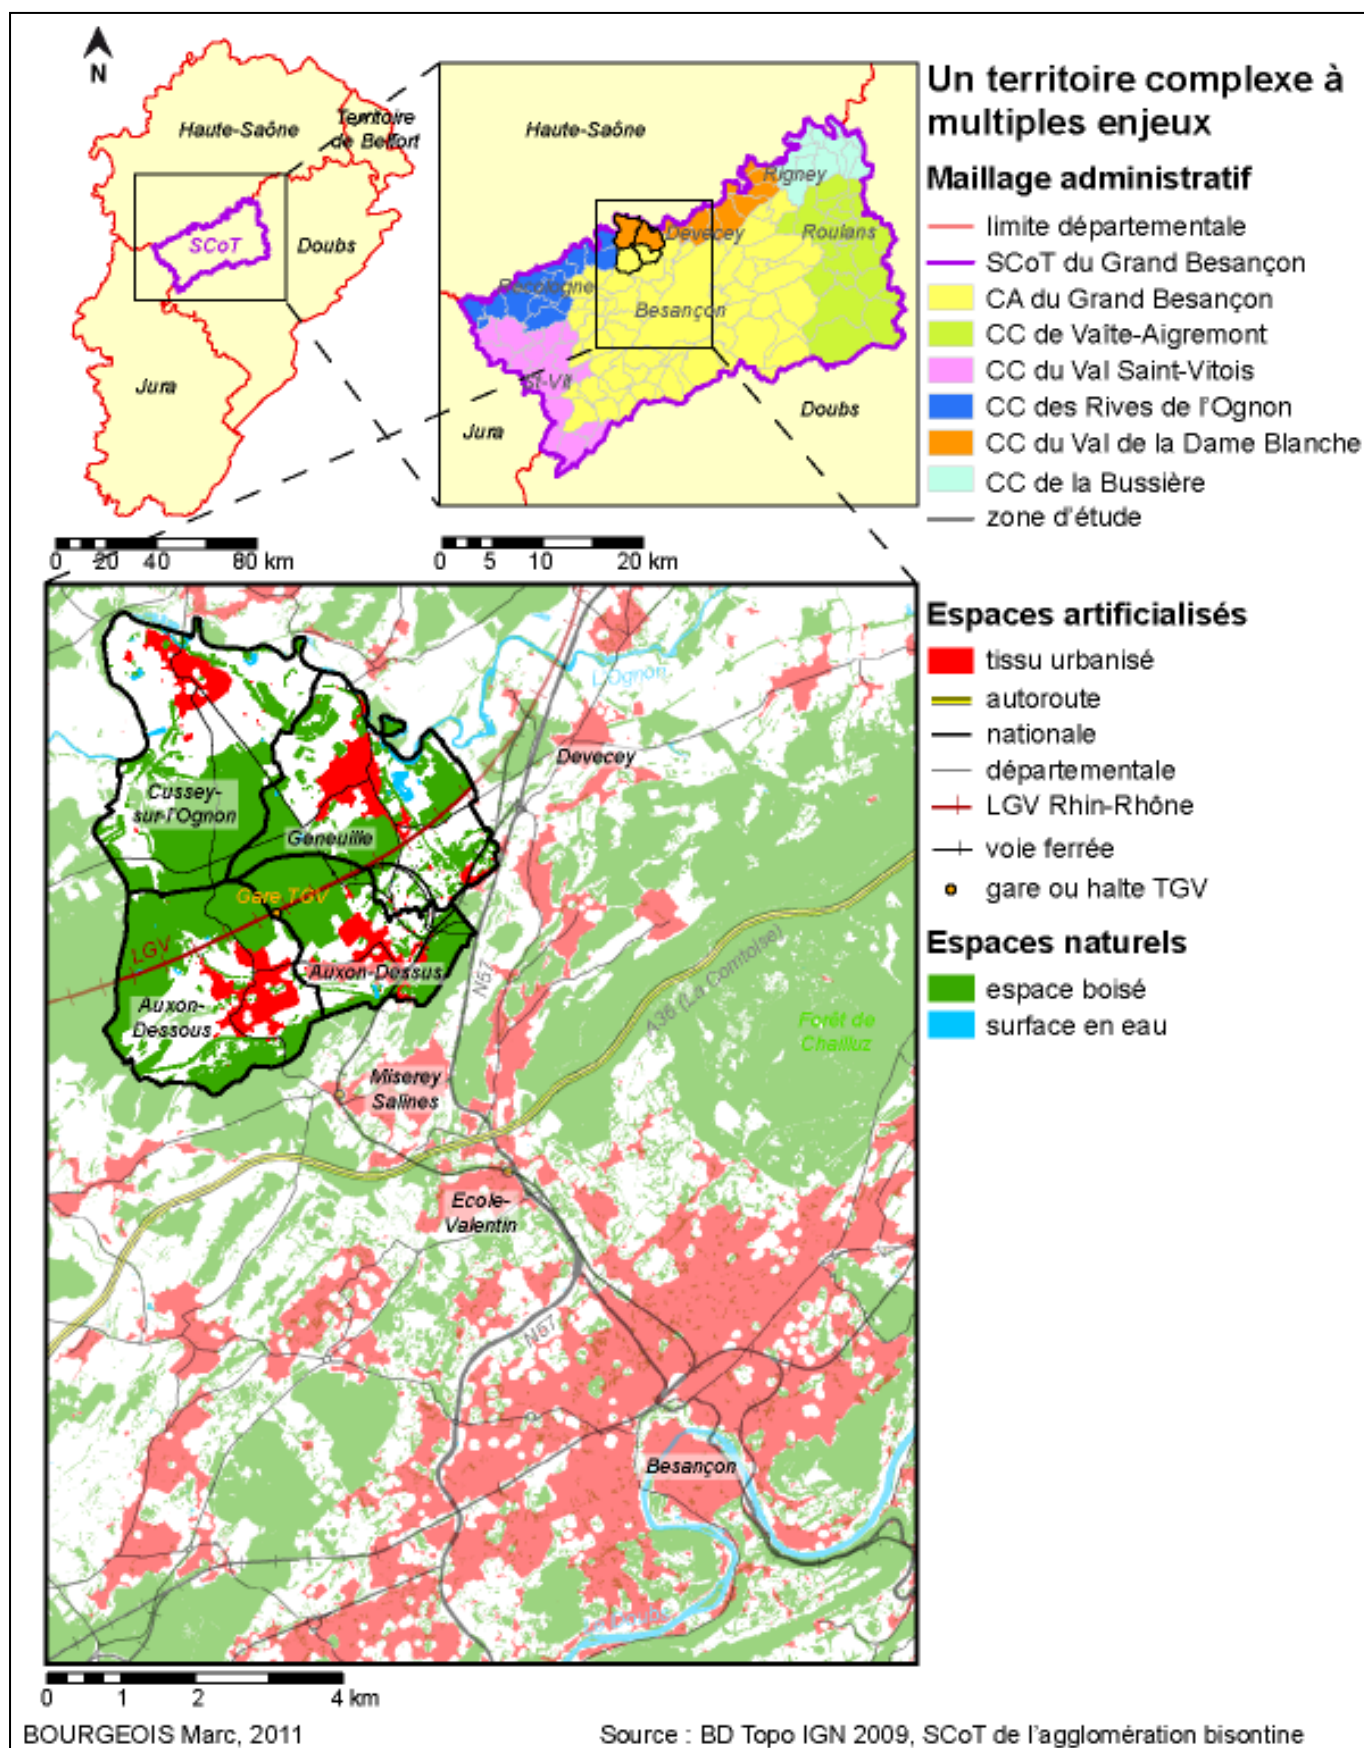 N
Haute-Saône
Territoire
de Belfort
SCoT
Doubs
Jura
0 20 40 80 km
Haute-Saône
Rigney
Devecey
Roulans
Recologne
Besançon
St-Vit
Doubs
Jura
0 5 10 20 km
Un territoire complexe à
multiples enjeux
Maillage administratif
limite départementale
SCoT du Grand Besançon
CA du Grand Besançon
CC de Vaîte-Aigremont
CC du Val Saint-Vitois
CC des Rives de l'Ognon
CC du Val de la Dame Blanche
CC de la Bussière
zone d'étude
Espaces artificialisés
tissu urbanisé
autoroute
nationale
départementale
LGV Rhin-Rhône
voie ferrée
gare ou halte TGV
Espaces naturels
espace boisé
surface en eau
L'Ognon
Devecey
Cussey-
sur-l'Ognon
Geneuille
Gare TGV
LGV
Auxon-Dessus
Auxon-
Dessous
N57
A36 (La Comtoise)
Forêt de
Chailluz
Miserey
Salines
Ecole-
Valentin
N57
Besançon
Le Doubs
0 1 2 4 km
BOURGEOIS Marc, 2011
Source : BD Topo IGN 2009, SCoT de l'agglomération bisontine